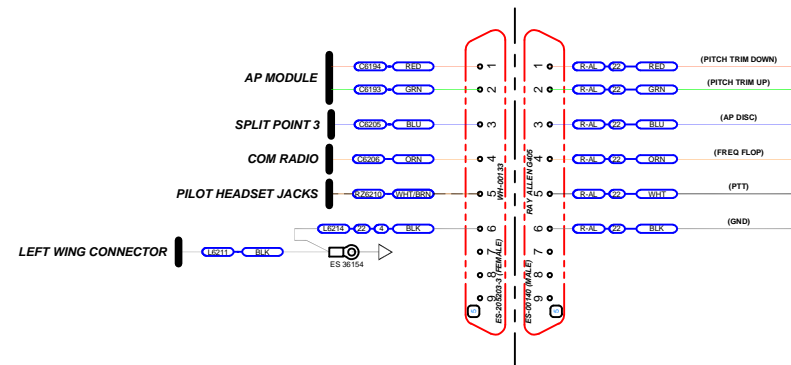 AP MODULE
C6194 RED
C6193 GRN
SPLIT POINT 3
C6205 BLU
COM RADIO
C6206 ORN
PILOT HEADSET JACKS
RZ6210 WHT/BRN
L6214 22 4 BLK
LEFT WING CONNECTOR
L6211 BLK
ES 36154
1
2
3
4
5
6
7
8
9
WH-00133
ES-205203-3 (FEMALE)
1
2
3
4
5
6
7
8
9
RAY ALLEN G405
ES-00140 (MALE)
R-AL 22 RED (PITCH TRIM DOWN)
R-AL 22 GRN (PITCH TRIM UP)
R-AL 22 BLU (AP DISC)
R-AL 22 ORN (FREQ FLOP)
R-AL 22 WHT (PTT)
R-AL 22 BLK (GND)